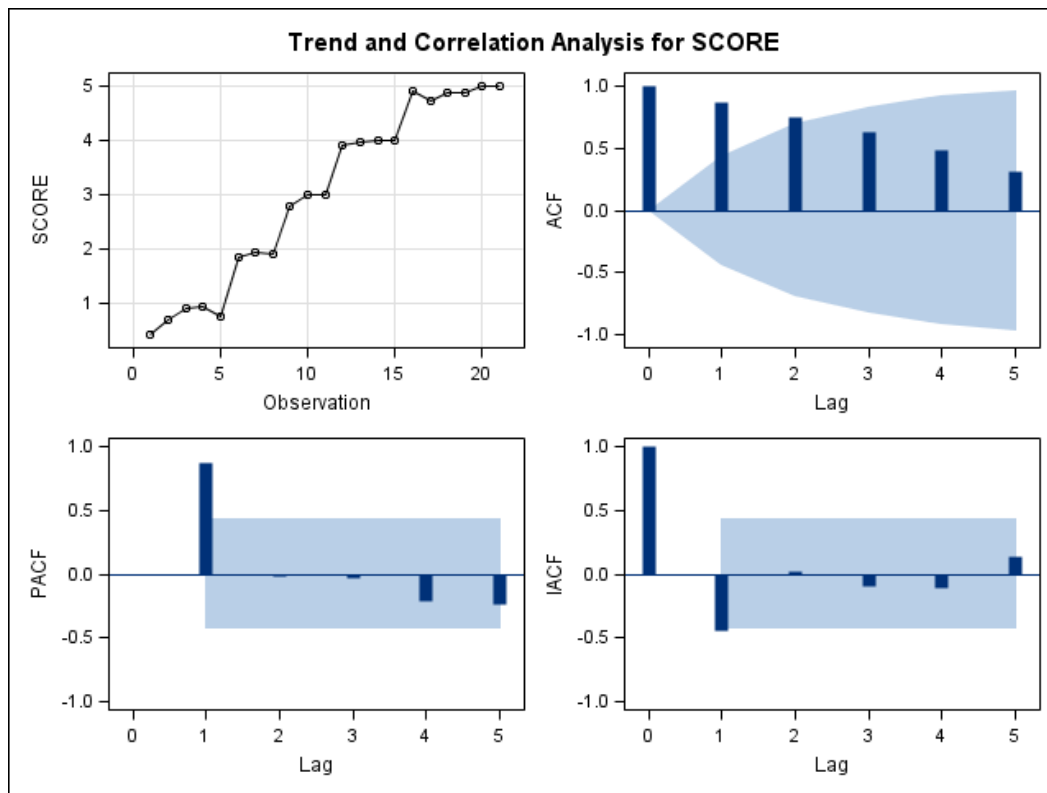 Trend and Correlation Analysis for SCORE
SCORE
5
4
3
2
1
0 5 10 15 20
Observation
ACF
1.0
0.5
0.0
-0.5
-1.0
0 1 2 3 4 5
Lag
PACF
1.0
0.5
0.0
-0.5
-1.0
0 1 2 3 4 5
Lag
IACF
1.0
0.5
0.0
-0.5
-1.0
0 1 2 3 4 5
Lag